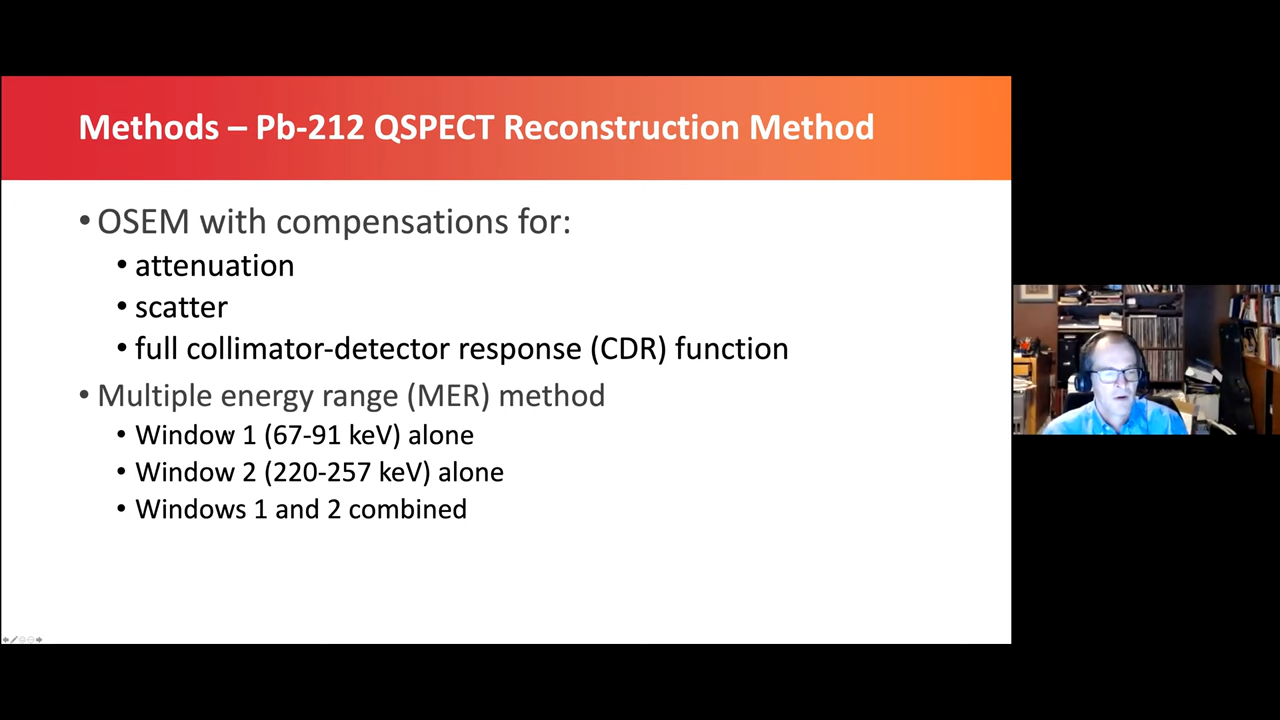 Methods – Pb-212 QSPECT Reconstruction Method
• OSEM with compensations for:
• attenuation
• scatter
• full collimator-detector response (CDR) function
• Multiple energy range (MER) method
• Window 1 (67-91 keV) alone
• Window 2 (220-257 keV) alone
• Windows 1 and 2 combined